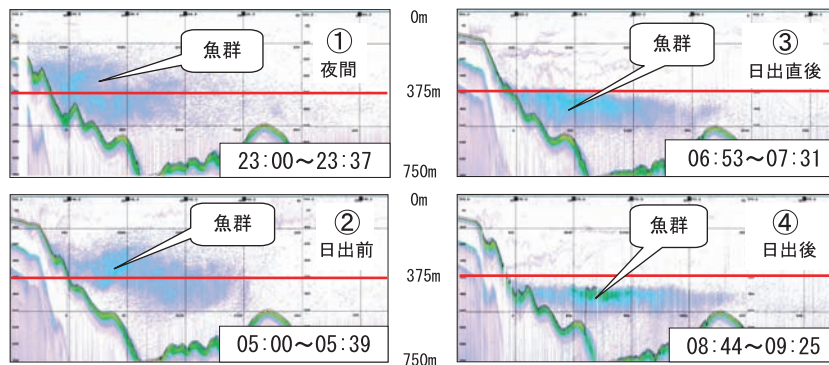 魚群
①
夜間
23:00～23:37
0m
375m
750m
魚群
③
日出直後
06:53～07:31
魚群
②
日出前
05:00～05:39
0m
375m
750m
魚群
④
日出後
08:44～09:25